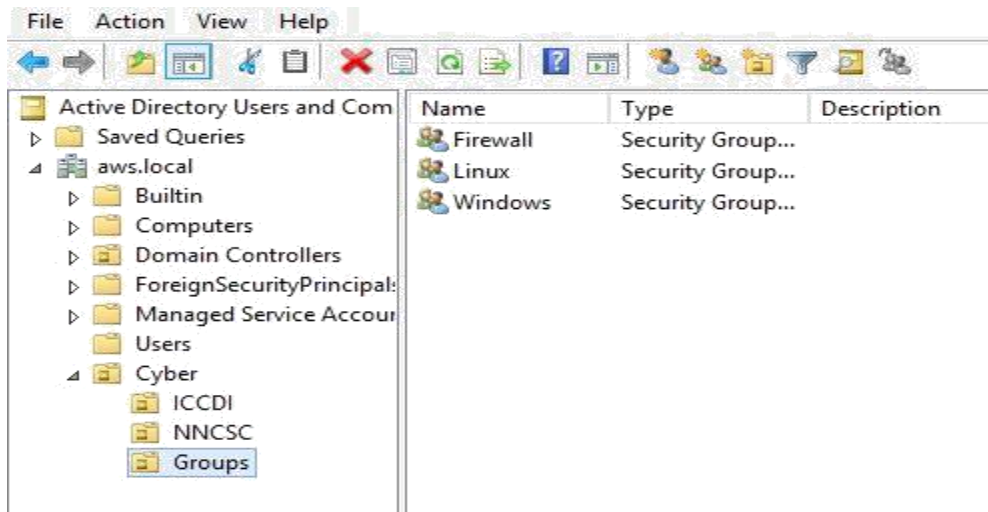 File Action View Help
Active Directory Users and Com
Saved Queries
aws.local
Builtin
Computers
Domain Controllers
ForeignSecurityPrincipals
Managed Service Accour
Users
Cyber
ICCDI
NNCSC
Groups
Name Type Description
Firewall Security Group...
Linux Security Group...
Windows Security Group...